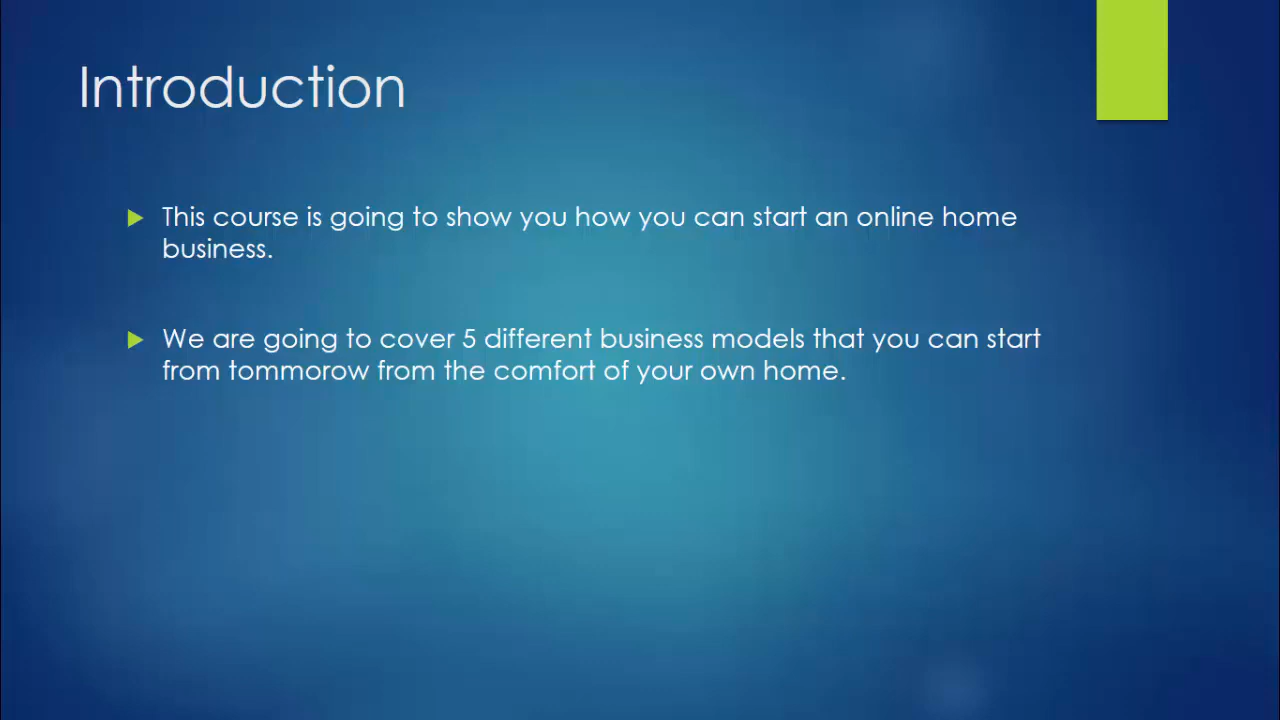 Introduction
This course is going to show you how you can start an online home
business.
We are going to cover 5 different business models that you can start
from tommorow from the comfort of your own home.